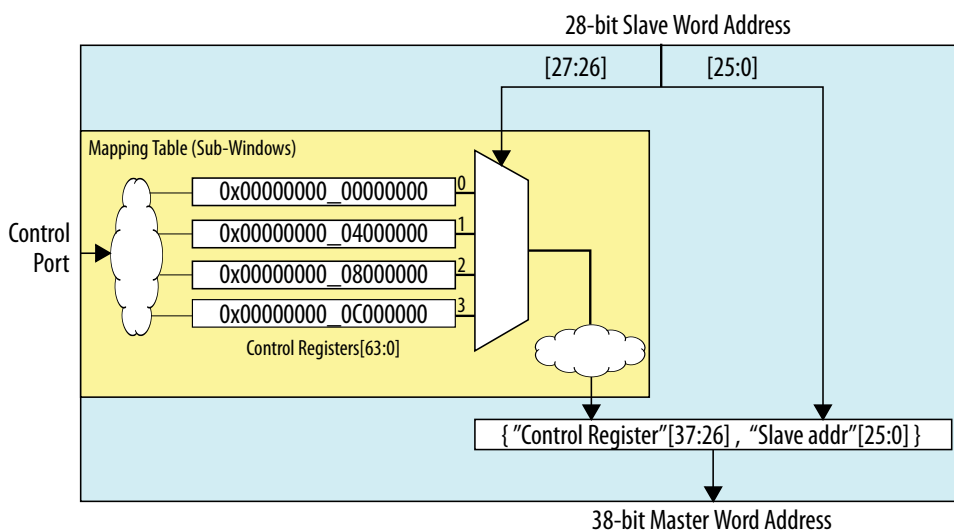 28-bit Slave Word Address
[27:26]
[25:0]
Mapping Table (Sub-Windows)
0x00000000_00000000
0
0x00000000_04000000
1
Control
Port
0x00000000_08000000
2
0x00000000_0C000000
3
Control Registers[63:0]
{ "Control Register"[37:26] , “Slave addr”[25:0] }
38-bit Master Word Address